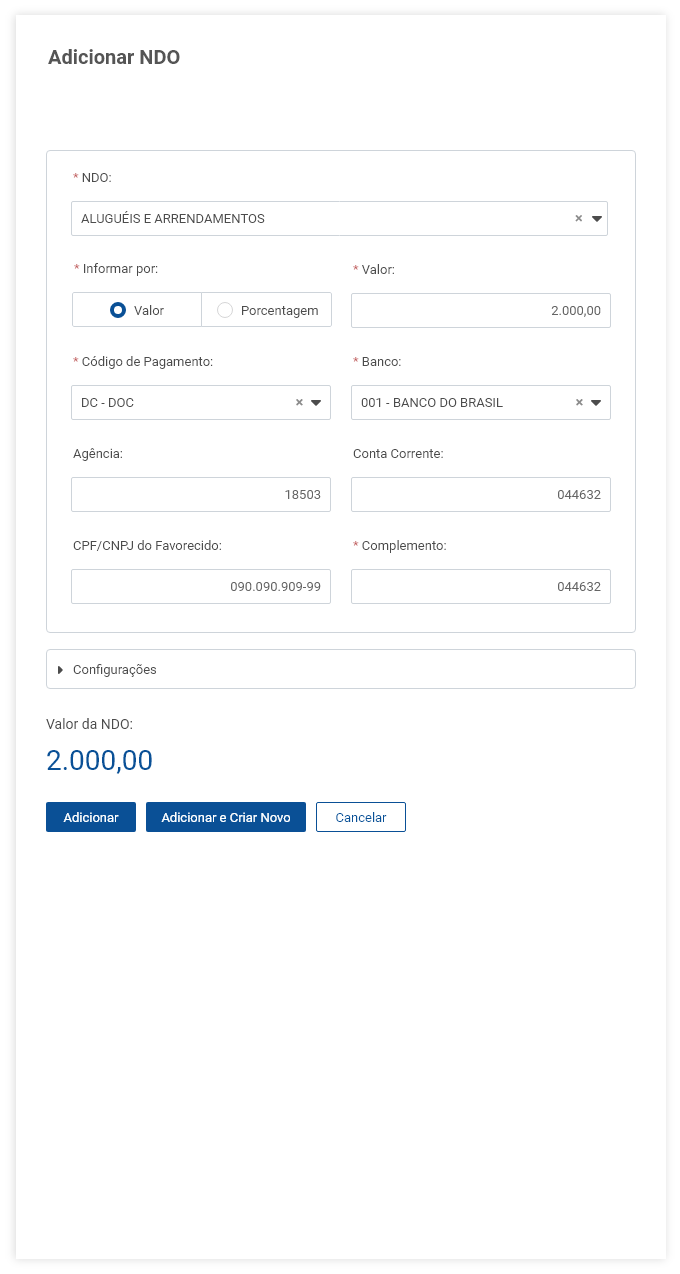 Adicionar NDO
* NDO:
ALUGUÉIS E ARRENDAMENTOS ×
* Informar por: * Valor:
Valor Porcentagem 2.000,00
* Código de Pagamento: * Banco:
DC - DOC × 001 - BANCO DO BRASIL ×
Agência: Conta Corrente:
18503 044632
CPF/CNPJ do Favorecido: * Complemento:
090.090.909-99 044632
Configurações
Valor da NDO:
2.000,00
Adicionar Adicionar e Criar Novo Cancelar